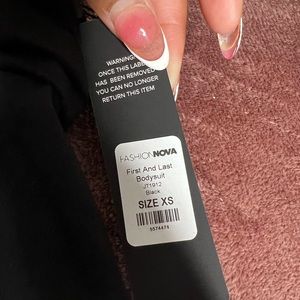 WARNING
ONCE THIS LABEL
HAS BEEN REMOVED
YOU CAN NO LONGER
RETURN THIS ITEM
FASHIONNOVA
First And Last
Bodysuit
JT1912
Black
SIZE XS
5574474